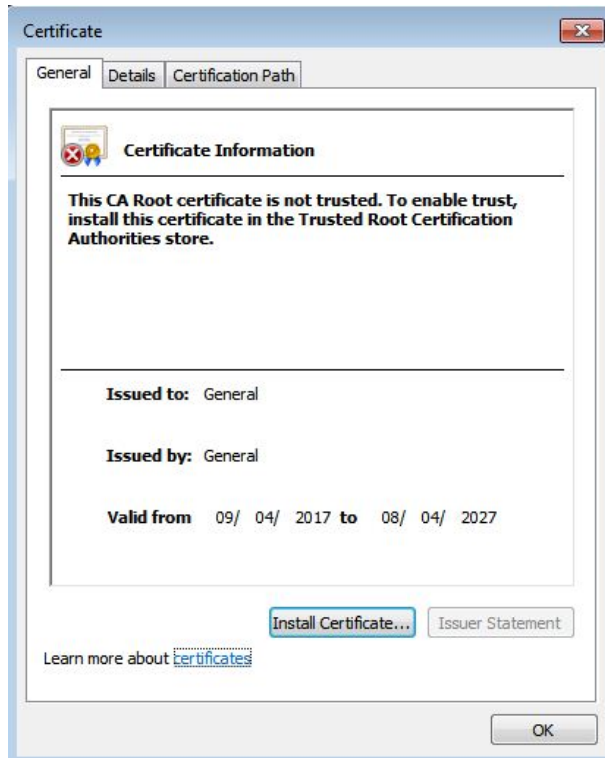 Certificate
General Details Certification Path
Certificate Information
This CA Root certificate is not trusted. To enable trust,
install this certificate in the Trusted Root Certification
Authorities store.
Issued to: General
Issued by: General
Valid from 09/ 04/ 2017 to 08/ 04/ 2027
Install Certificate... Issuer Statement
Learn more about certificates
OK